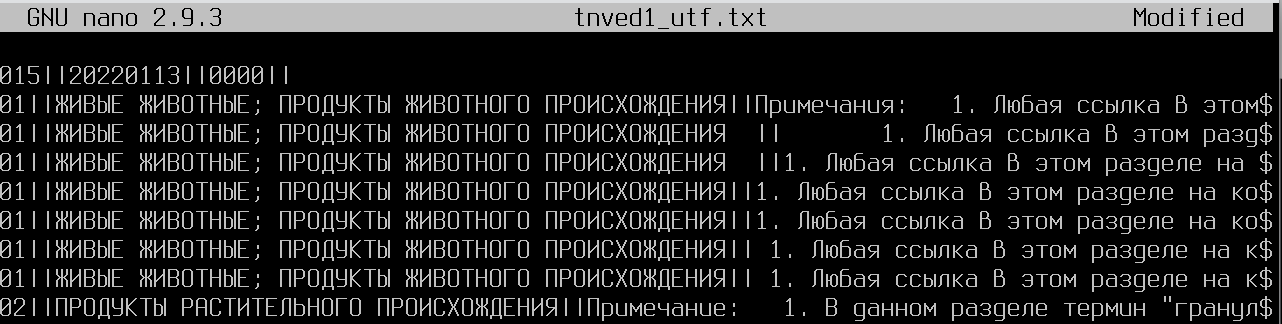 GNU nano 2.9.3 tnved1_utf.txt Modified
015||20220113||0000||
01||ЖИВЫЕ ЖИВОТНЫЕ; ПРОДУКТЫ ЖИВОТНОГО ПРОИСХОЖДЕНИЯ||Примечания:   1. Любая ссылка в этом$
01||ЖИВЫЕ ЖИВОТНЫЕ; ПРОДУКТЫ ЖИВОТНОГО ПРОИСХОЖДЕНИЯ  ||       1. Любая ссылка в этом разд$
01||ЖИВЫЕ ЖИВОТНЫЕ; ПРОДУКТЫ ЖИВОТНОГО ПРОИСХОЖДЕНИЯ  ||1. Любая ссылка в этом разделе на $
01||ЖИВЫЕ ЖИВОТНЫЕ; ПРОДУКТЫ ЖИВОТНОГО ПРОИСХОЖДЕНИЯ||1. Любая ссылка в этом разделе на ко$
01||ЖИВЫЕ ЖИВОТНЫЕ; ПРОДУКТЫ ЖИВОТНОГО ПРОИСХОЖДЕНИЯ||1. Любая ссылка в этом разделе на ко$
01||ЖИВЫЕ ЖИВОТНЫЕ; ПРОДУКТЫ ЖИВОТНОГО ПРОИСХОЖДЕНИЯ|| 1. Любая ссылка в этом разделе на к$
01||ЖИВЫЕ ЖИВОТНЫЕ; ПРОДУКТЫ ЖИВОТНОГО ПРОИСХОЖДЕНИЯ|| 1. Любая ссылка в этом разделе на к$
02||ПРОДУКТЫ РАСТИТЕЛЬНОГО ПРОИСХОЖДЕНИЯ||Примечание:   1. В данном разделе термин "гранул$